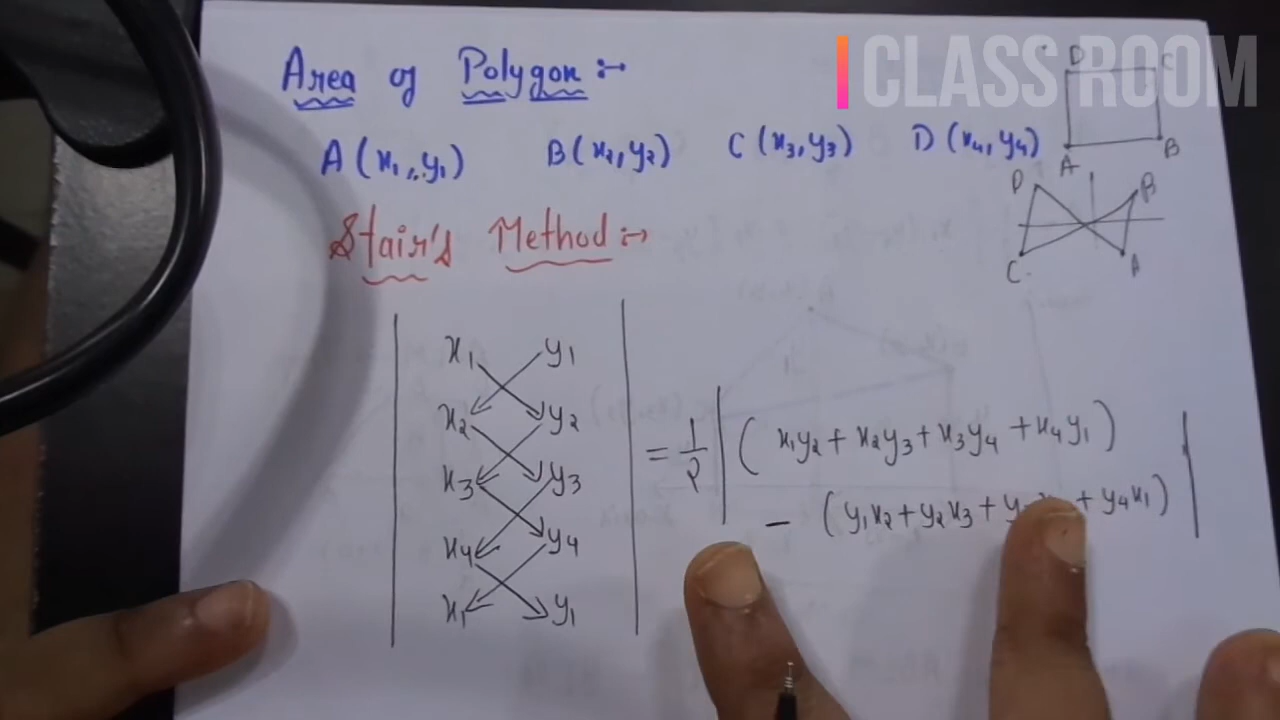 CLASS ROOM
Area of Polygon :-
D C
A B
A (x₁, y₁) B(x₂, y₂) C (x₃, y₃) D (x₄, y₄)
D B
C A
Stair's Method :-
x₁ y₁
x₂ y₂
x₃ y₃
x₄ y₄
x₁ y₁
= 1/2 | (x₁y₂ + x₂y₃ + x₃y₄ + x₄y₁)
- (y₁x₂ + y₂x₃ + + y₄x₁) |